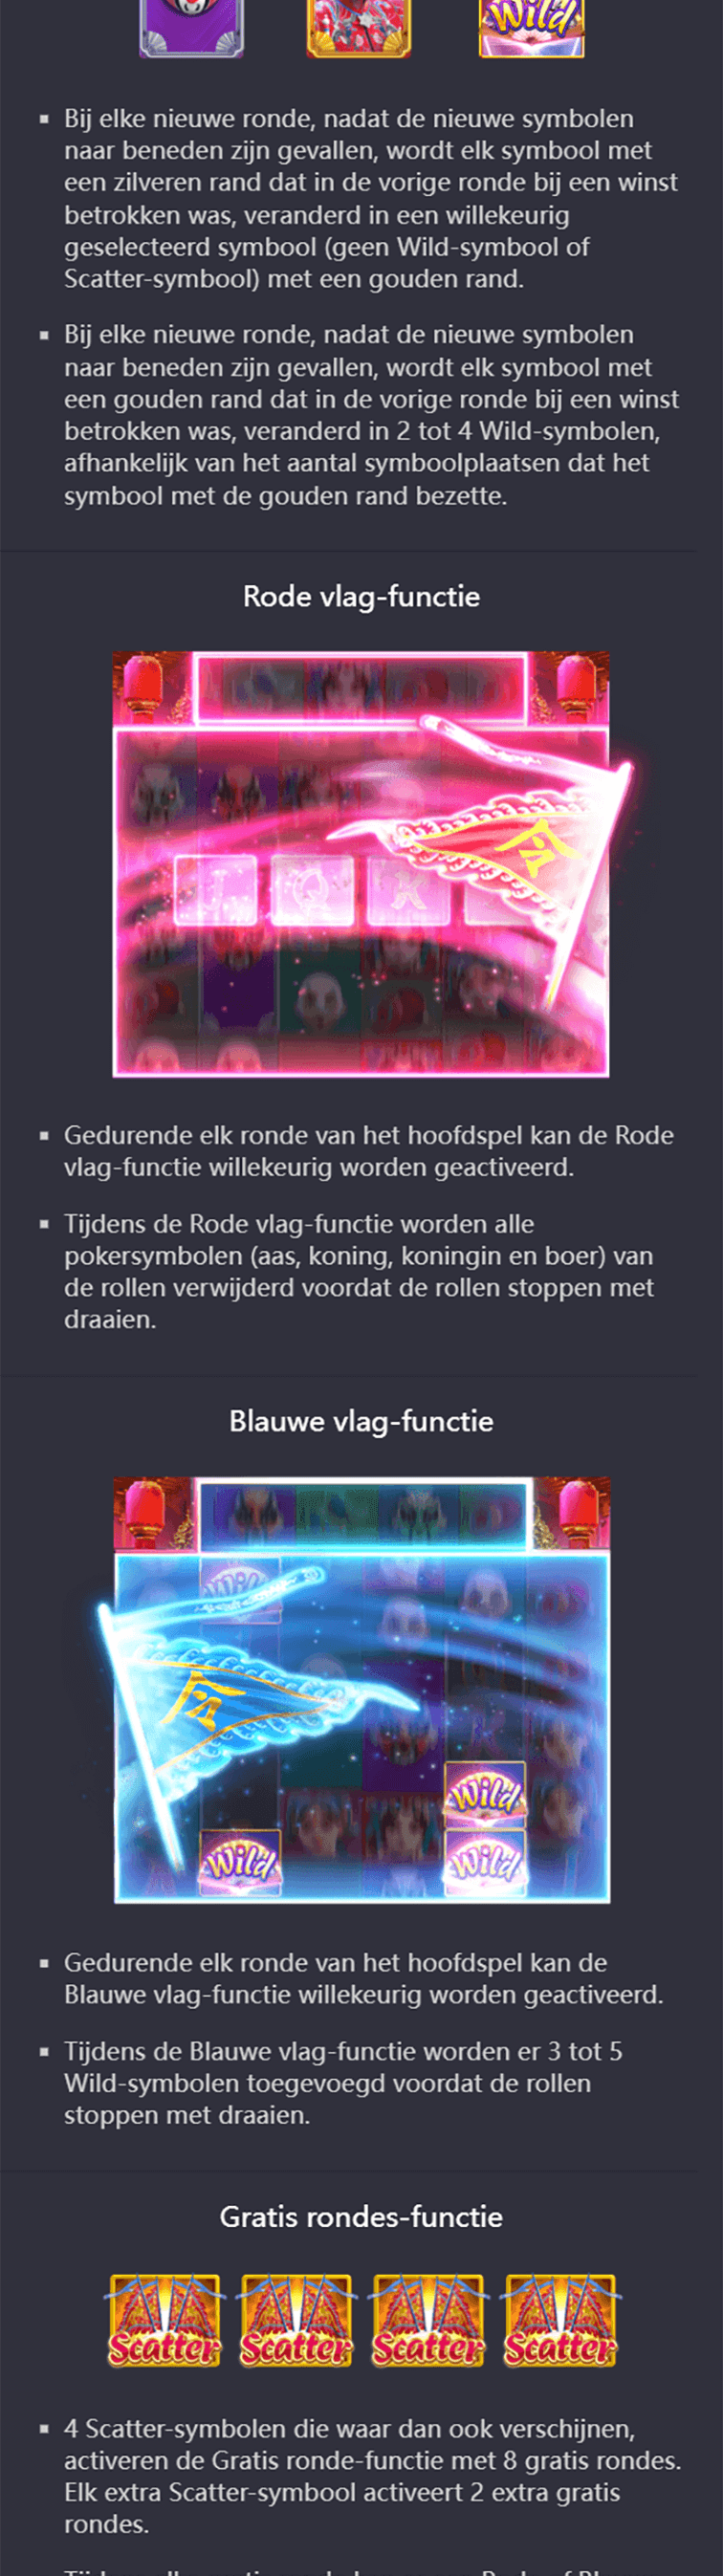 Wild
Bij elke nieuwe ronde, nadat de nieuwe symbolen
naar beneden zijn gevallen, wordt elk symbool met
een zilveren rand dat in de vorige ronde bij een winst
betrokken was, veranderd in een willekeurig
geselecteerd symbool (geen Wild-symbool of
Scatter-symbool) met een gouden rand.
Bij elke nieuwe ronde, nadat de nieuwe symbolen
naar beneden zijn gevallen, wordt elk symbool met
een gouden rand dat in de vorige ronde bij een winst
betrokken was, veranderd in 2 tot 4 Wild-symbolen,
afhankelijk van het aantal symboolplaatsen dat het
symbool met de gouden rand bezette.
Rode vlag-functie
令
J Q K
Gedurende elk ronde van het hoofdspel kan de Rode
vlag-functie willekeurig worden geactiveerd.
Tijdens de Rode vlag-functie worden alle
pokersymbolen (aas, koning, koningin en boer) van
de rollen verwijderd voordat de rollen stoppen met
draaien.
Blauwe vlag-functie
Wild
令
Wild
Wild Wild
Gedurende elk ronde van het hoofdspel kan de
Blauwe vlag-functie willekeurig worden geactiveerd.
Tijdens de Blauwe vlag-functie worden er 3 tot 5
Wild-symbolen toegevoegd voordat de rollen
stoppen met draaien.
Gratis rondes-functie
Scatter Scatter Scatter Scatter
4 Scatter-symbolen die waar dan ook verschijnen,
activeren de Gratis ronde-functie met 8 gratis rondes.
Elk extra Scatter-symbool activeert 2 extra gratis
rondes.